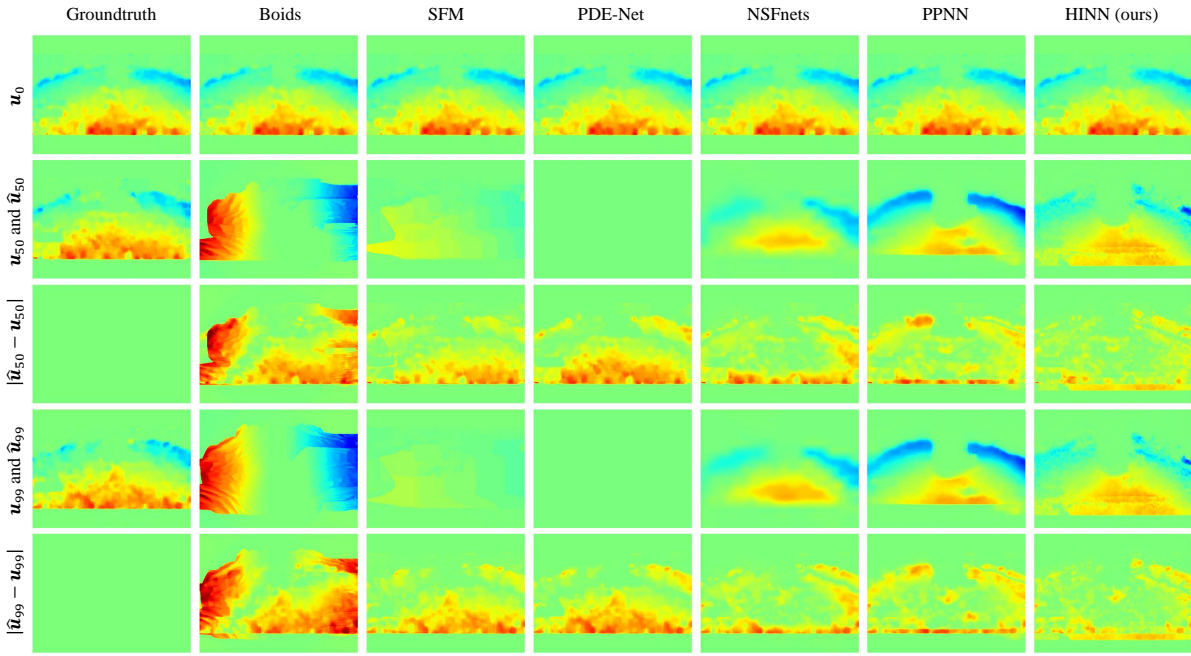 Groundtruth Boids SFM PDE-Net NSFnets PPNN HINN (ours)
𝒖₀
𝒖₅₀ and 𝒖̂₅₀
|𝒖̂₅₀ − 𝒖₅₀|
𝒖₉₉ and 𝒖̂₉₉
|𝒖̂₉₉ − 𝒖₉₉|